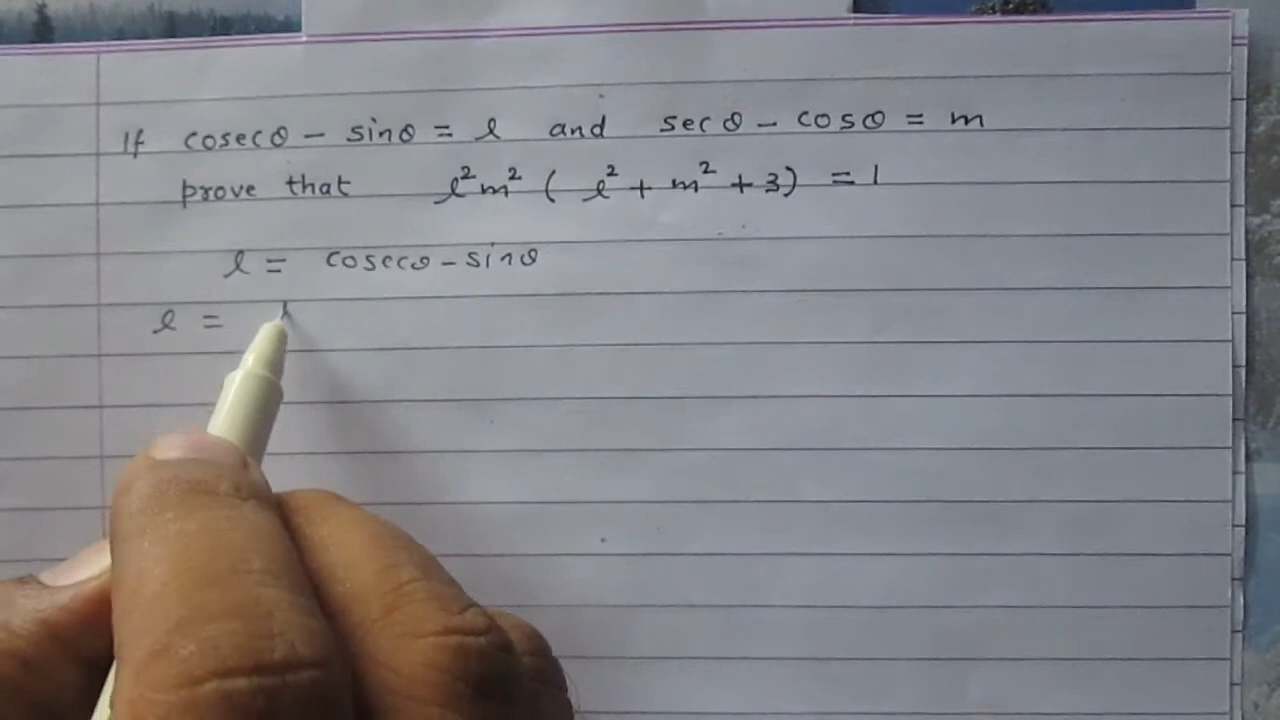 If cosecθ - sinθ = l and secθ - cosθ = m
prove that l²m² ( l² + m² + 3) = 1
l = cosecθ - sinθ
l =